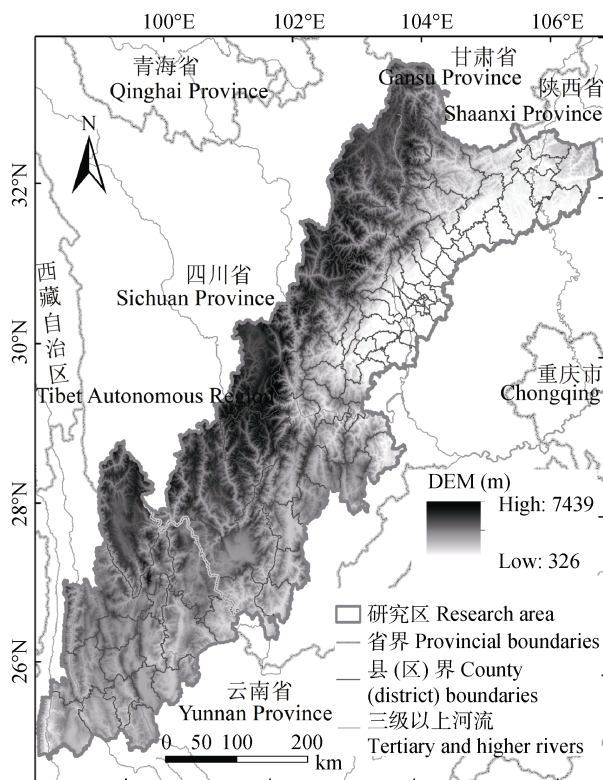 100°E 102°E 104°E 106°E
甘肃省
Gansu Province
青海省
Qinghai Province
陕西省
Shaanxi Province
N
32°N
四川省
Sichuan Province
西藏自治区
Tibet Autonomous Region
30°N
重庆市
Chongqing
DEM (m)
High: 7439
Low: 326
28°N
研究区 Research area
省界 Provincial boundaries
县 (区) 界 County
(district) boundaries
三级以上河流
Tertiary and higher rivers
26°N
云南省
Yunnan Province
0 50 100 200
km